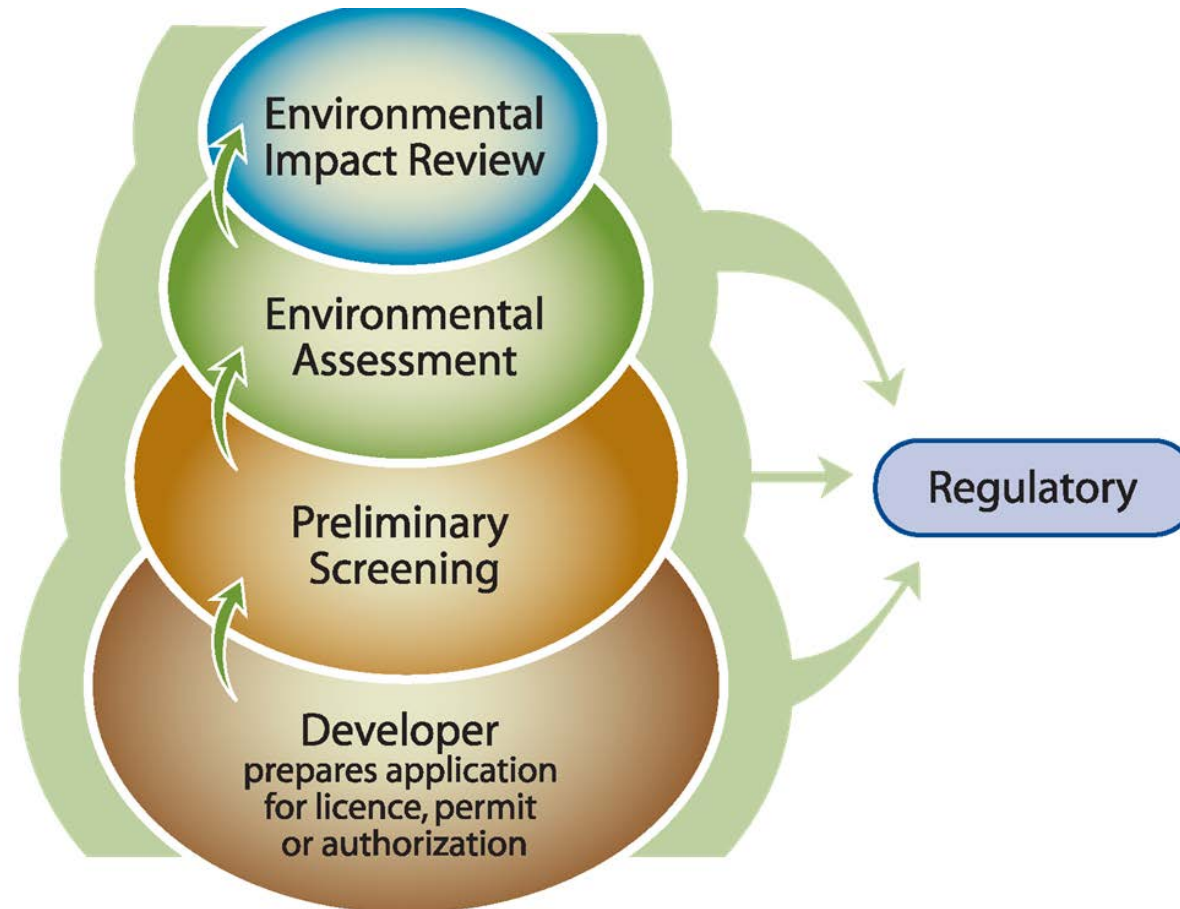 Environmental
Impact Review
Environmental
Assessment
Preliminary
Screening
Regulatory
Developer
prepares application
for licence, permit
or authorization